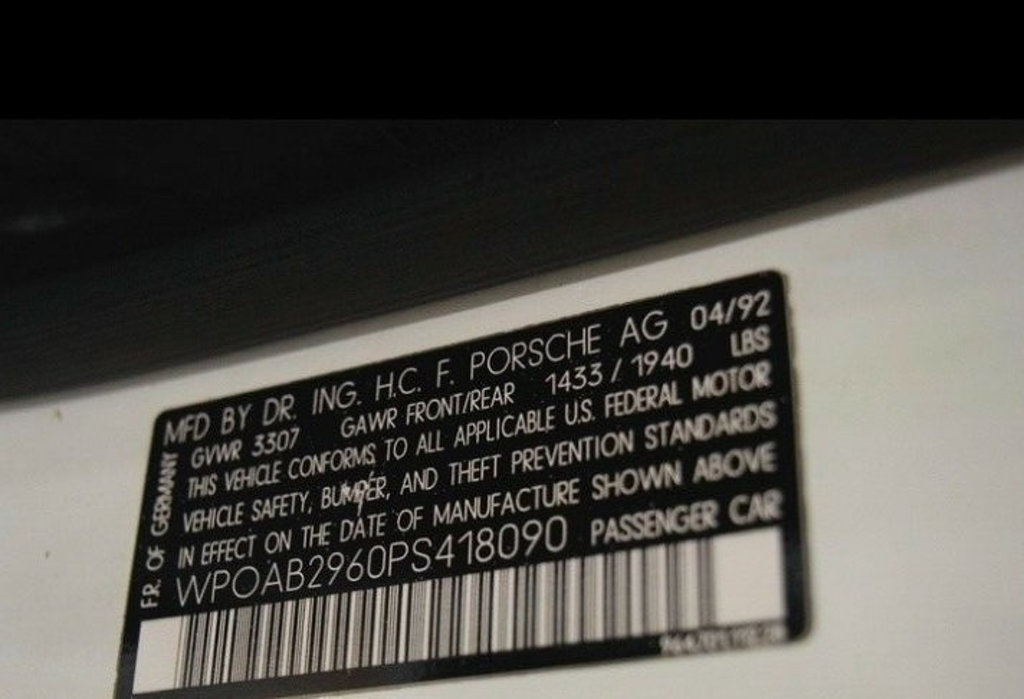 MFD BY DR. ING. H.C. F. PORSCHE AG 04/92
GVWR 3307 GAWR FRONT/REAR 1433 / 1940 LBS
THIS VEHICLE CONFORMS TO ALL APPLICABLE U.S. FEDERAL MOTOR
VEHICLE SAFETY, BUMPER, AND THEFT PREVENTION STANDARDS
IN EFFECT ON THE DATE OF MANUFACTURE SHOWN ABOVE
WPOAB2960PS418090 PASSENGER CAR
F.R. OF GERMANY